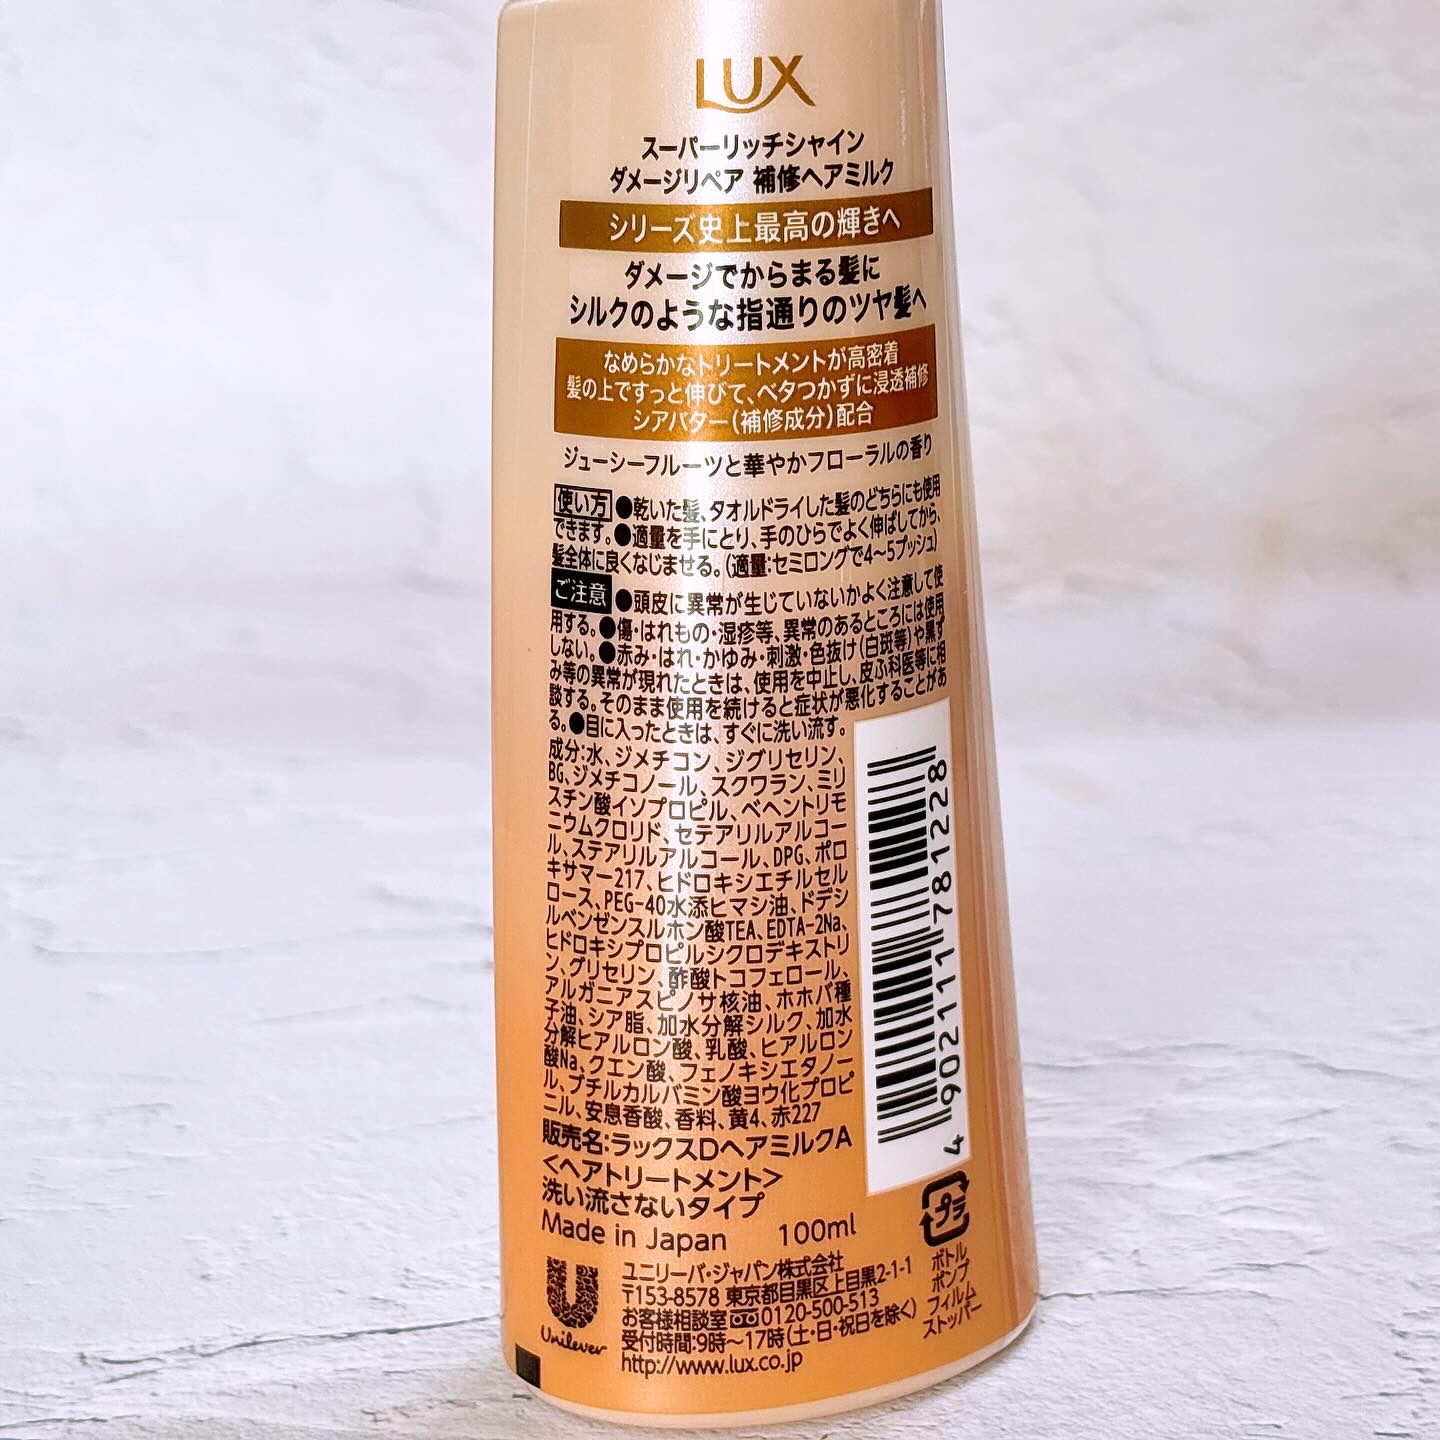 LUX
スーパーリッチシャイン
ダメージリペア 補修ヘアミルク
シリーズ史上最高の輝きへ
ダメージでからまる髪に
シルクのような指通りのツヤ髪へ
なめらかなトリートメントが高密着
髪の上ですっと伸びて、ベタつかずに浸透補修
シアバター(補修成分)配合
ジューシーフルーツと華やかフローラルの香り
使い方 ●乾いた髪、タオルドライした髪のどちらにも使用
できます。●適量を手にとり、手のひらでよく伸ばしてから、
髪全体に良くなじませる。(適量:セミロングで4〜5プッシュ)
ご注意 ●頭皮に異常が生じていないかよく注意して使
用する。●傷・はれもの・湿疹等、異常のあるところには使用
しない。●赤み・はれ・かゆみ・刺激・色抜け(白斑等)や黒ず
み等の異常が現れたときは、使用を中止し、皮ふ科医等に相
談する。そのまま使用を続けると症状が悪化することがあ
る。●目に入ったときは、すぐに洗い流す。
成分:水、ジメチコン、ジグリセリン、
BG、ジメチコノール、スクワラン、ミリ
スチン酸イソプロピル、ベヘントリモ
ニウムクロリド、セテアリルアルコー
ル、ステアリルアルコール、DPG、ポロ
キサマー217、ヒドロキシエチルセル
ロース、PEG-40水添ヒマシ油、ドデシ
ルベンゼンスルホン酸TEA、EDTA-2Na、
ヒドロキシプロピルシクロデキストリ
ン、グリセリン、酢酸トコフェロール、
アルガニアスピノサ核油、ホホバ種
子油、シア脂、加水分解シルク、加水
分解ヒアルロン酸、乳酸、ヒアルロン
酸Na、クエン酸、フェノキシエタノー
ル、ブチルカルバミン酸ヨウ化プロピ
ニル、安息香酸、香料、黄4、赤227
販売名:ラックスDヘアミルクA
<ヘアトリートメント>
洗い流さないタイプ
Made in Japan 100ml
4902111781228
プラ
ボトル
ポンプ
フィルム
ストッパー
Unilever
ユニリーバ・ジャパン株式会社
〒153-8578 東京都目黒区上目黒2-1-1
お客様相談室 0120-500-513
受付時間:9時〜17時(土・日・祝日を除く)
http://www.lux.co.jp